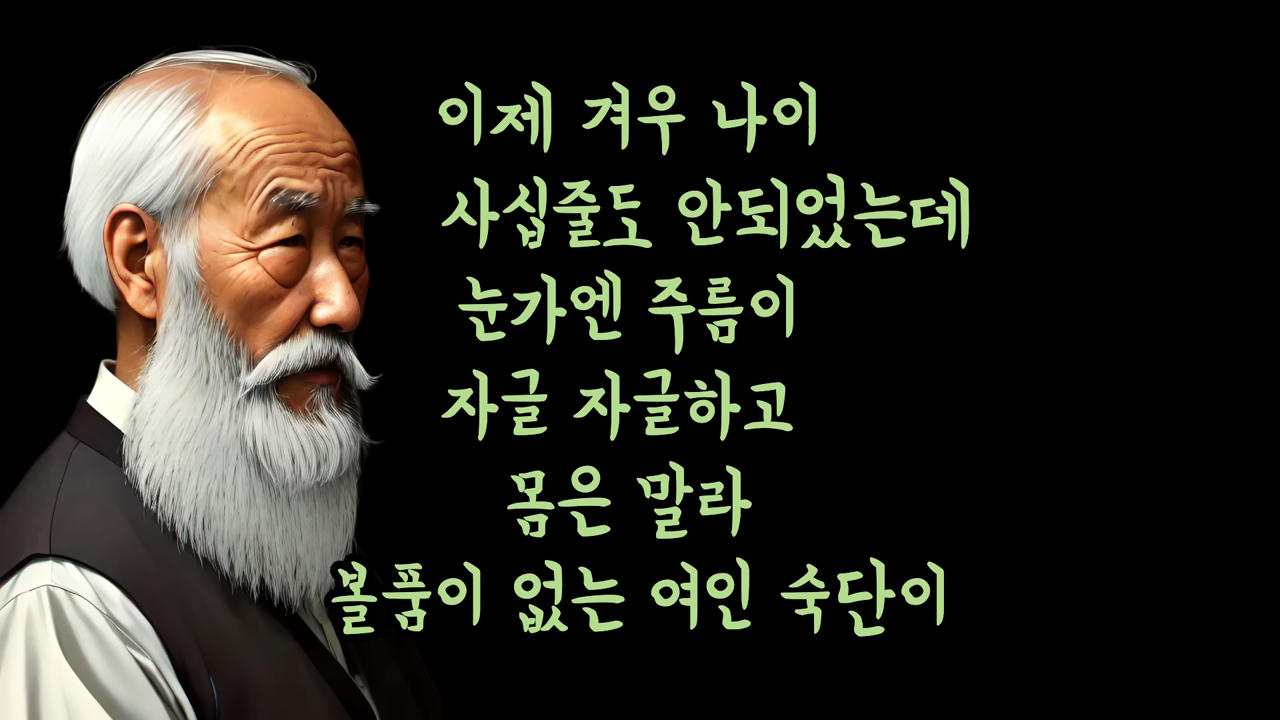 이제 겨우 나이
사십줄도 안되었는데
눈가엔 주름이
자글 자글하고
몸은 말라
볼품이 없는 여인 숙단이